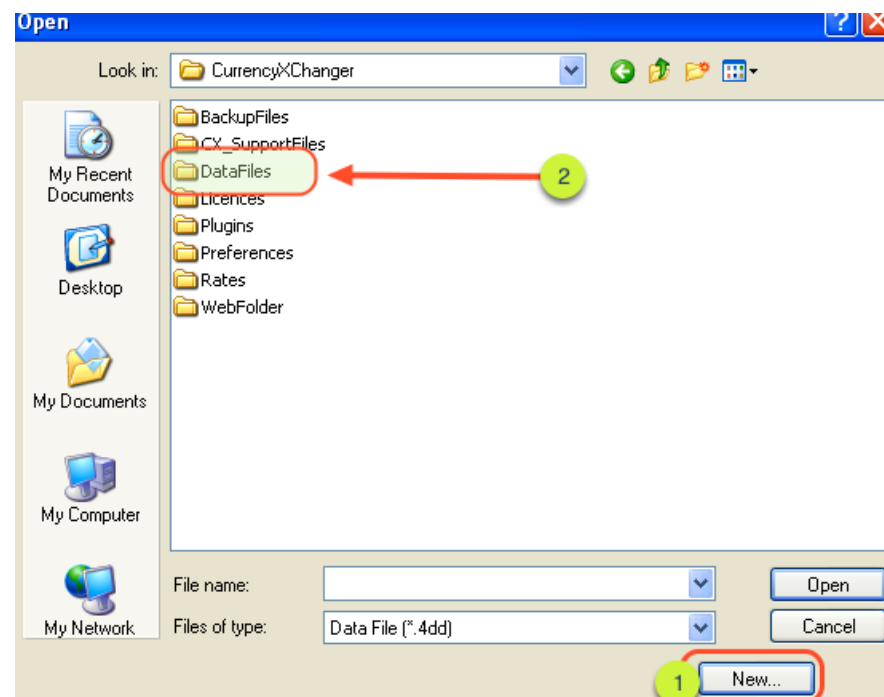 Open
Look in:
CurrencyXChanger
My Recent
Documents
Desktop
My Documents
My Computer
My Network
BackupFiles
CX_SupportFiles
DataFiles
2
Licences
Plugins
Preferences
Rates
WebFolder
File name:
Open
Files of type:
Data File (*.4dd)
Cancel
1
New...